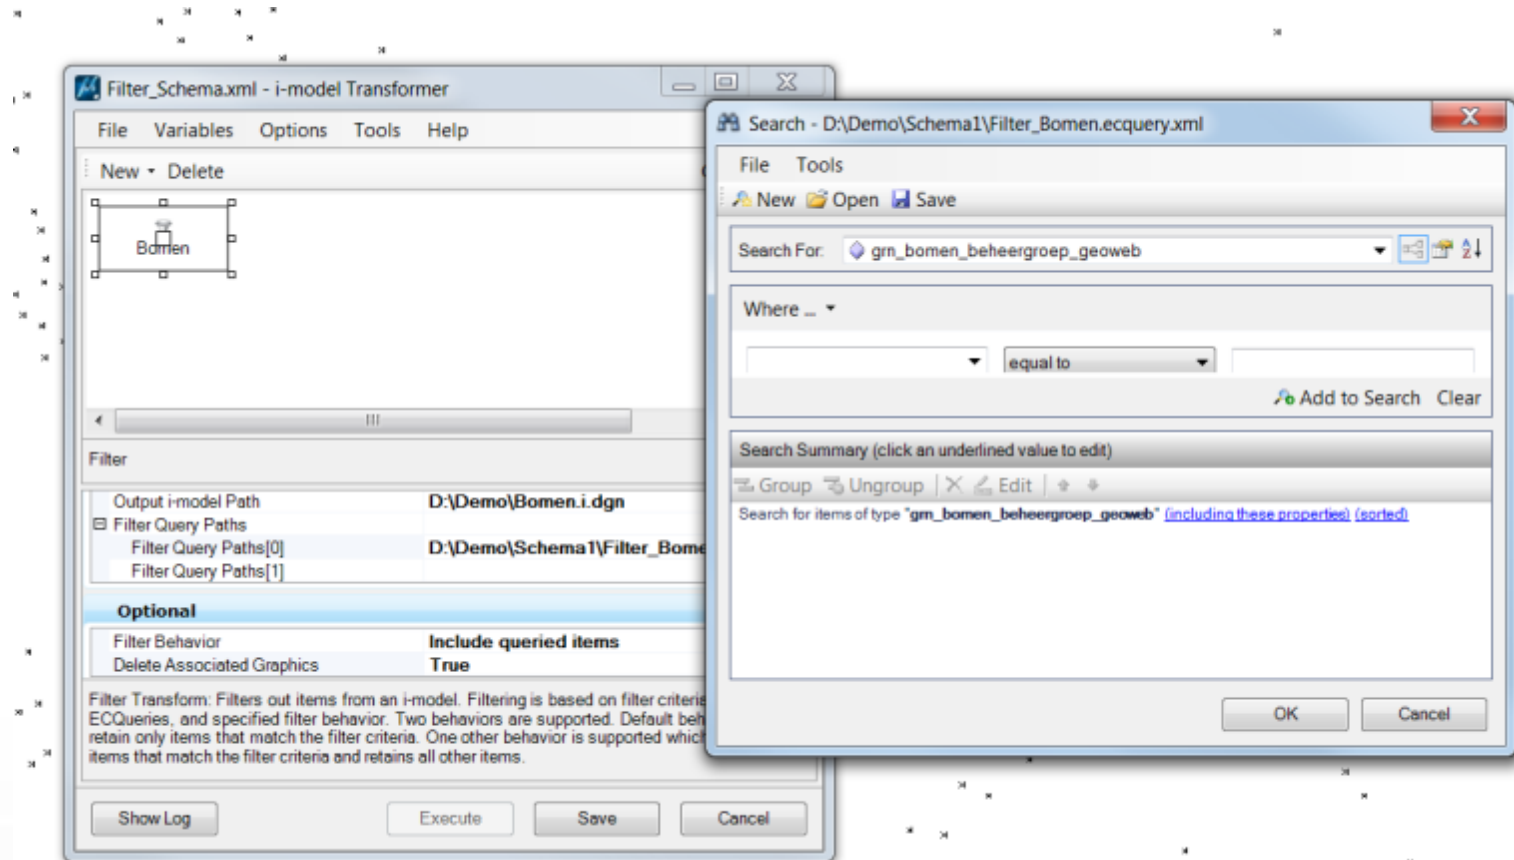 Filter_Schema.xml - i-model Transformer
File Variables Options Tools Help
New Delete
Bomen
Filter
Output i-model Path D:\Demo\Bomen.i.dgn
Filter Query Paths
Filter Query Paths[0] D:\Demo\Schema1\Filter_Bome
Filter Query Paths[1]
Optional
Filter Behavior Include queried items
Delete Associated Graphics True
Filter Transform: Filters out items from an i-model. Filtering is based on filter criteria
ECQueries, and specified filter behavior. Two behaviors are supported. Default beh
retain only items that match the filter criteria. One other behavior is supported which
items that match the filter criteria and retains all other items.
Show Log Execute Save Cancel
Search - D:\Demo\Schema1\Filter_Bomen.ecquery.xml
File Tools
New Open Save
Search For: grn_bomen_beheergroep_geoweb
Where ...
equal to
Add to Search Clear
Search Summary (click an underlined value to edit)
Group Ungroup Edit
Search for items of type "grn_bomen_beheergroep_geoweb" (including these properties) (sorted)
OK Cancel